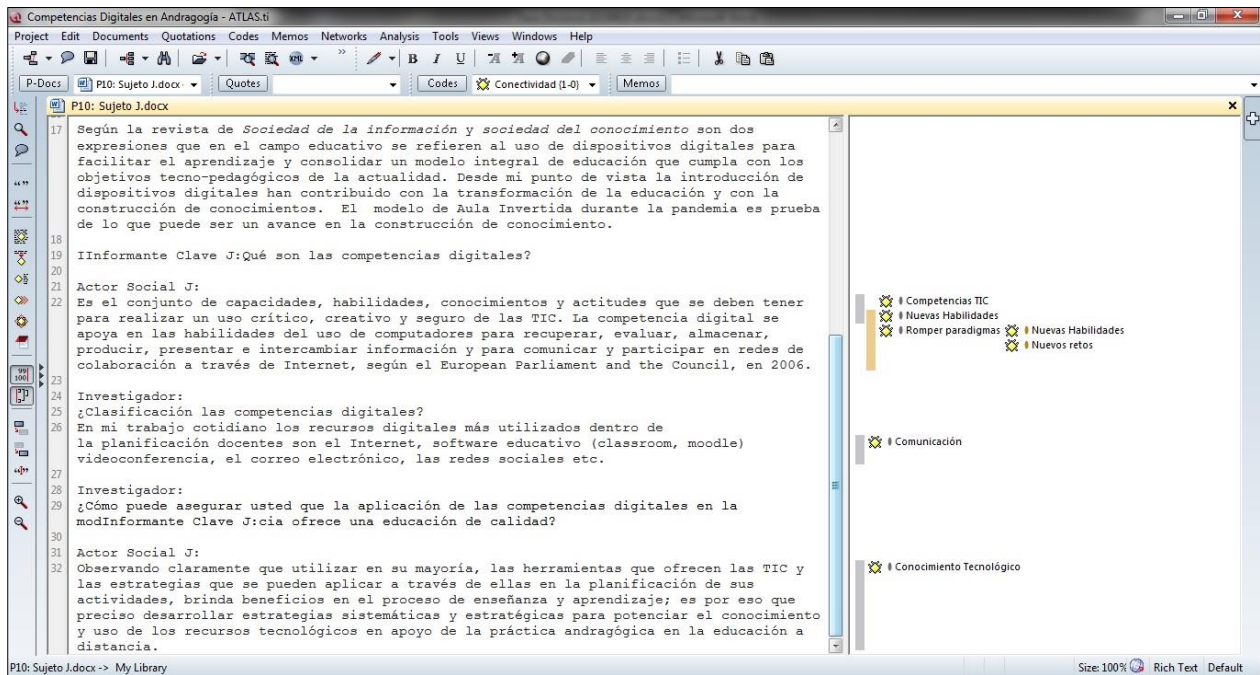 Competencias Digitales en Andragogía - ATLAS.ti
Project Edit Documents Quotations Codes Memos Networks Analysis Tools Views Windows Help
P-Docs P10: Sujeto J.docx Quotes Codes Conectividad {1-0} Memos
P10: Sujeto J.docx
17 Según la revista de Sociedad de la información y sociedad del conocimiento son dos
expresiones que en el campo educativo se refieren al uso de dispositivos digitales para
facilitar el aprendizaje y consolidar un modelo integral de educación que cumpla con los
objetivos tecno-pedagógicos de la actualidad. Desde mi punto de vista la introducción de
dispositivos digitales han contribuido con la transformación de la educación y con la
construcción de conocimientos. El modelo de Aula Invertida durante la pandemia es prueba
de lo que puede ser un avance en la construcción de conocimiento.
18
19 IInformante Clave J:Qué son las competencias digitales?
20
21 Actor Social J:
22 Es el conjunto de capacidades, habilidades, conocimientos y actitudes que se deben tener
para realizar un uso crítico, creativo y seguro de las TIC. La competencia digital se
apoya en las habilidades del uso de computadores para recuperar, evaluar, almacenar,
producir, presentar e intercambiar información y para comunicar y participar en redes de
colaboración a través de Internet, según el European Parliament and the Council, en 2006.
23
24 Investigador:
25 ¿Clasificación las competencias digitales?
26 En mi trabajo cotidiano los recursos digitales más utilizados dentro de
la planificación docentes son el Internet, software educativo (classroom, moodle)
videoconferencia, el correo electrónico, las redes sociales etc.
27
28 Investigador:
29 ¿Cómo puede asegurar usted que la aplicación de las competencias digitales en la
modInformante Clave J:cia ofrece una educación de calidad?
30
31 Actor Social J:
32 Observando claramente que utilizar en su mayoría, las herramientas que ofrecen las TIC y
las estrategias que se pueden aplicar a través de ellas en la planificación de sus
actividades, brinda beneficios en el proceso de enseñanza y aprendizaje; es por eso que
preciso desarrollar estrategias sistemáticas y estratégicas para potenciar el conocimiento
y uso de los recursos tecnológicos en apoyo de la práctica andragógica en la educación a
distancia.
Competencias TIC
Nuevas Habilidades
Romper paradigmas Nuevas Habilidades
Nuevos retos
Comunicación
Conocimiento Tecnológico
P10: Sujeto J.docx -> My Library Size: 100% Rich Text Default